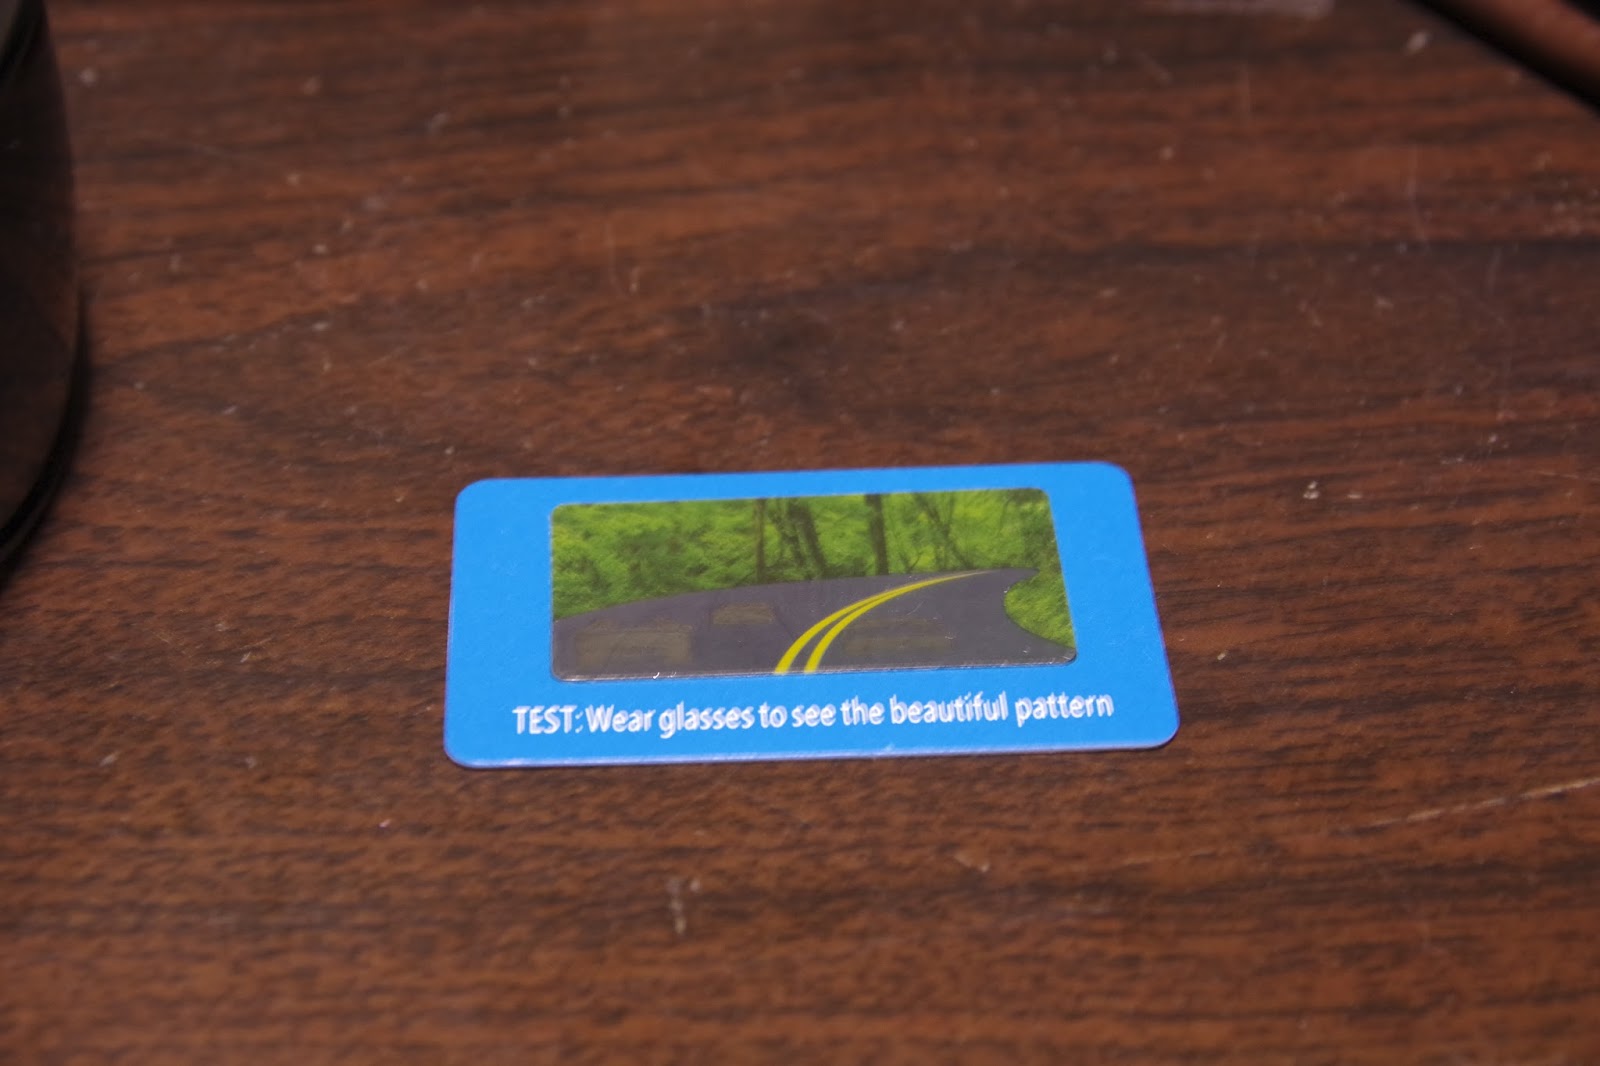 TEST: Wear glasses to see the beautiful pattern